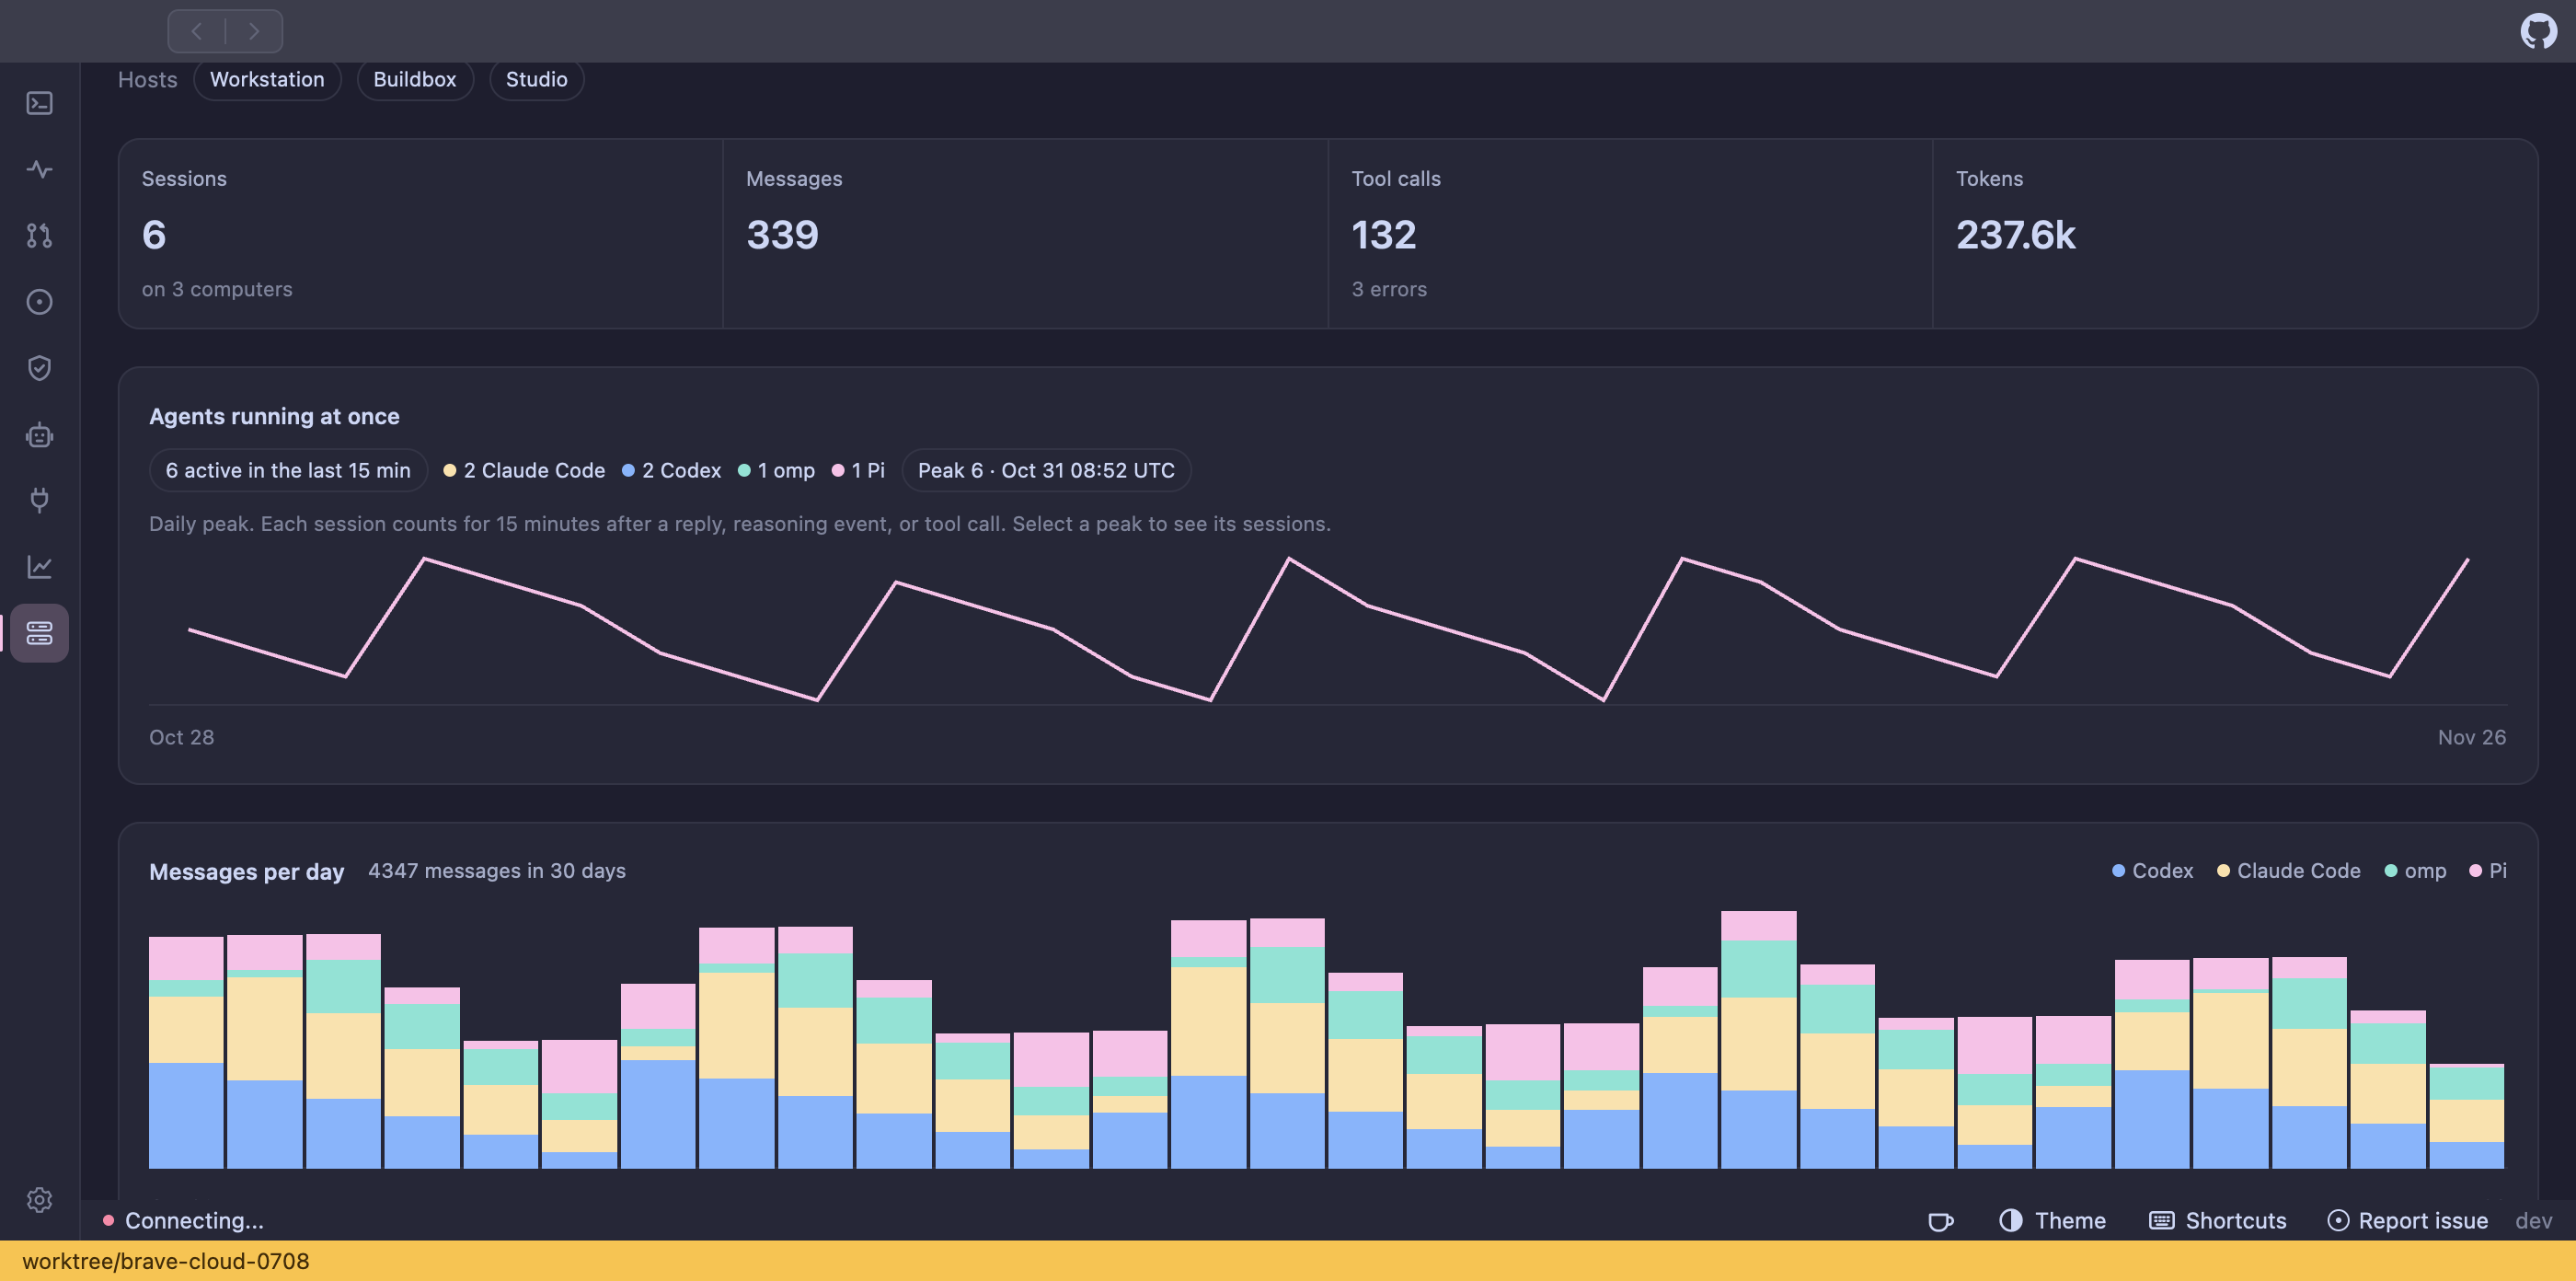 Hosts Workstation Buildbox Studio
Sessions
6
on 3 computers
Messages
339
Tool calls
132
3 errors
Tokens
237.6k
Agents running at once
6 active in the last 15 min 2 Claude Code 2 Codex 1 omp 1 Pi Peak 6 · Oct 31 08:52 UTC
Daily peak. Each session counts for 15 minutes after a reply, reasoning event, or tool call. Select a peak to see its sessions.
Oct 28 Nov 26
Messages per day 4347 messages in 30 days Codex Claude Code omp Pi
Connecting... Theme Shortcuts Report issue dev
worktree/brave-cloud-0708